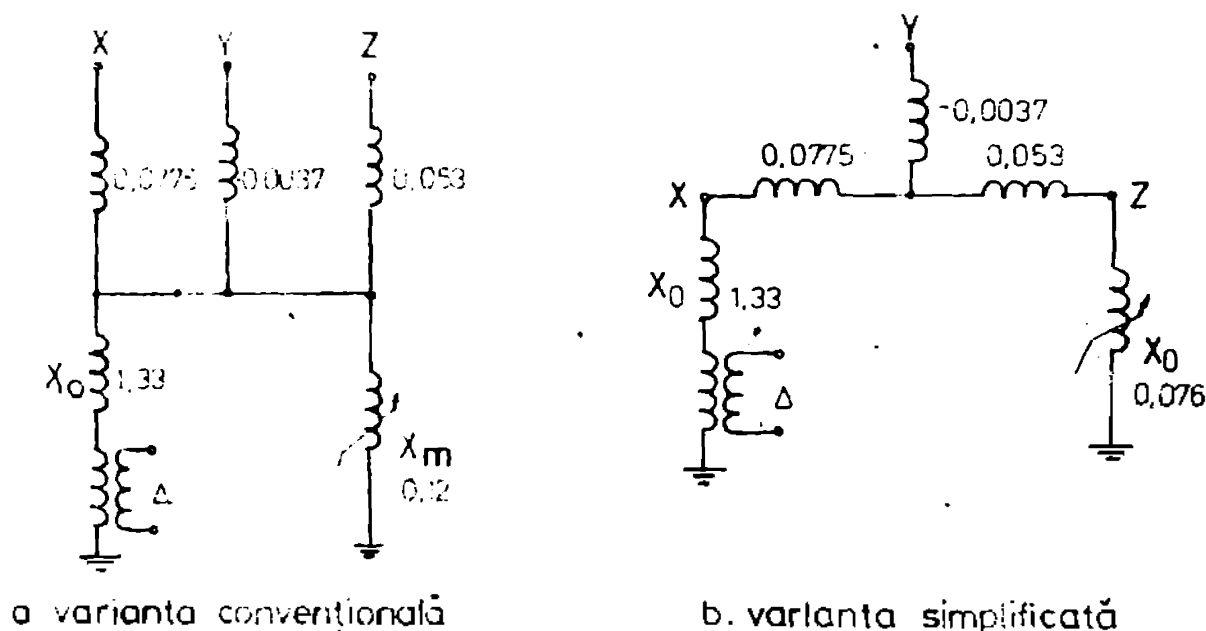 X Y Z
0,0775 -0,0037 0,053
X0 1,33
Δ
Xm
0,12
a varianta convențională
Y
-0,0037
0,0775 0,053
X Z
X0 1,33
Δ
X0
0,076
b. varianta simplificată